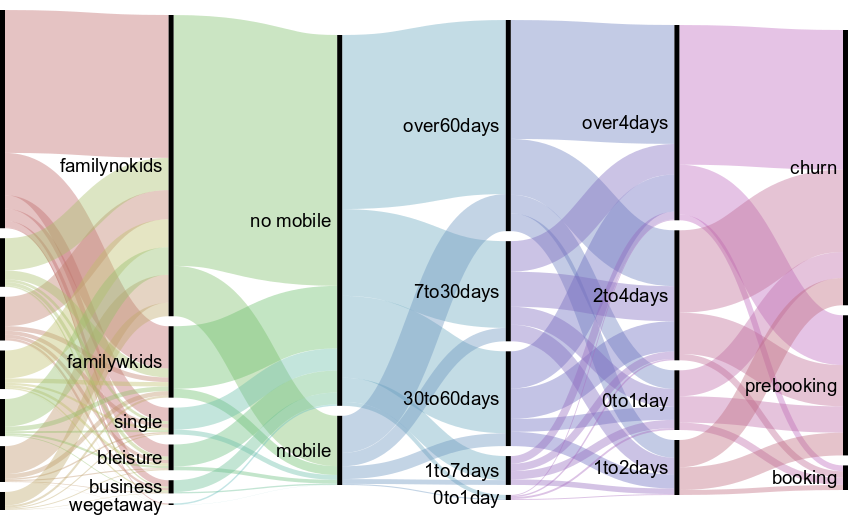 familynokids
familywkids
single
bleisure
business
wegetaway
no mobile
mobile
over60days
7to30days
30to60days
1to7days
0to1day
over4days
2to4days
0to1day
1to2days
churn
prebooking
booking